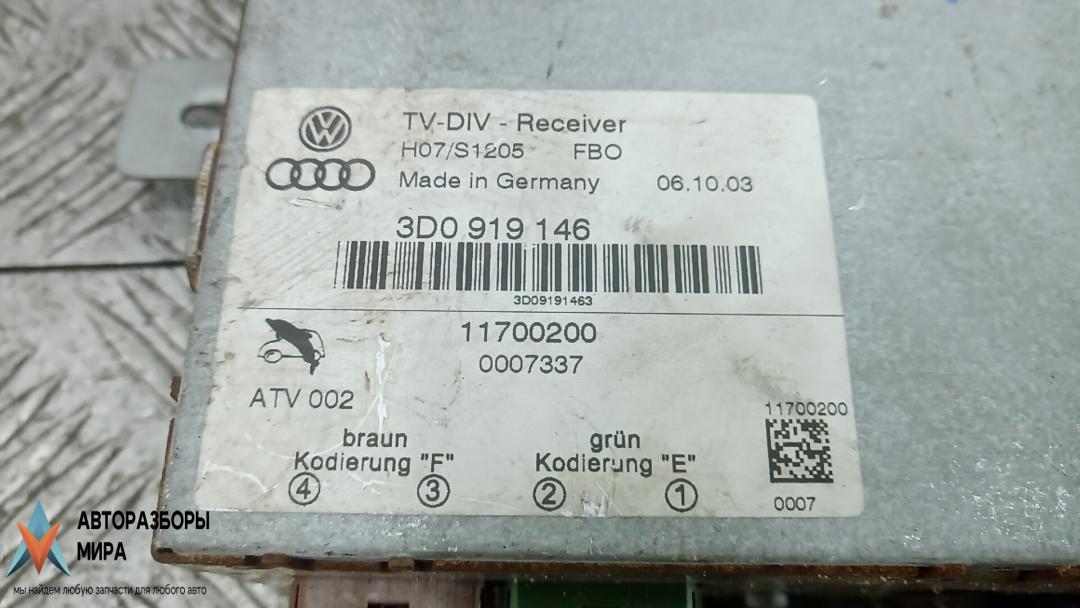 TV-DIV - Receiver
H07/S1205 FBO
Made in Germany 06.10.03
3D0 919 146
3D09191463
11700200
0007337
ATV 002
11700200
braun grün
Kodierung "F" Kodierung "E"
4 3 2 1
0007
АВТОРАЗБОРЫ
МИРА
мы найдем любую запчасти для любого авто